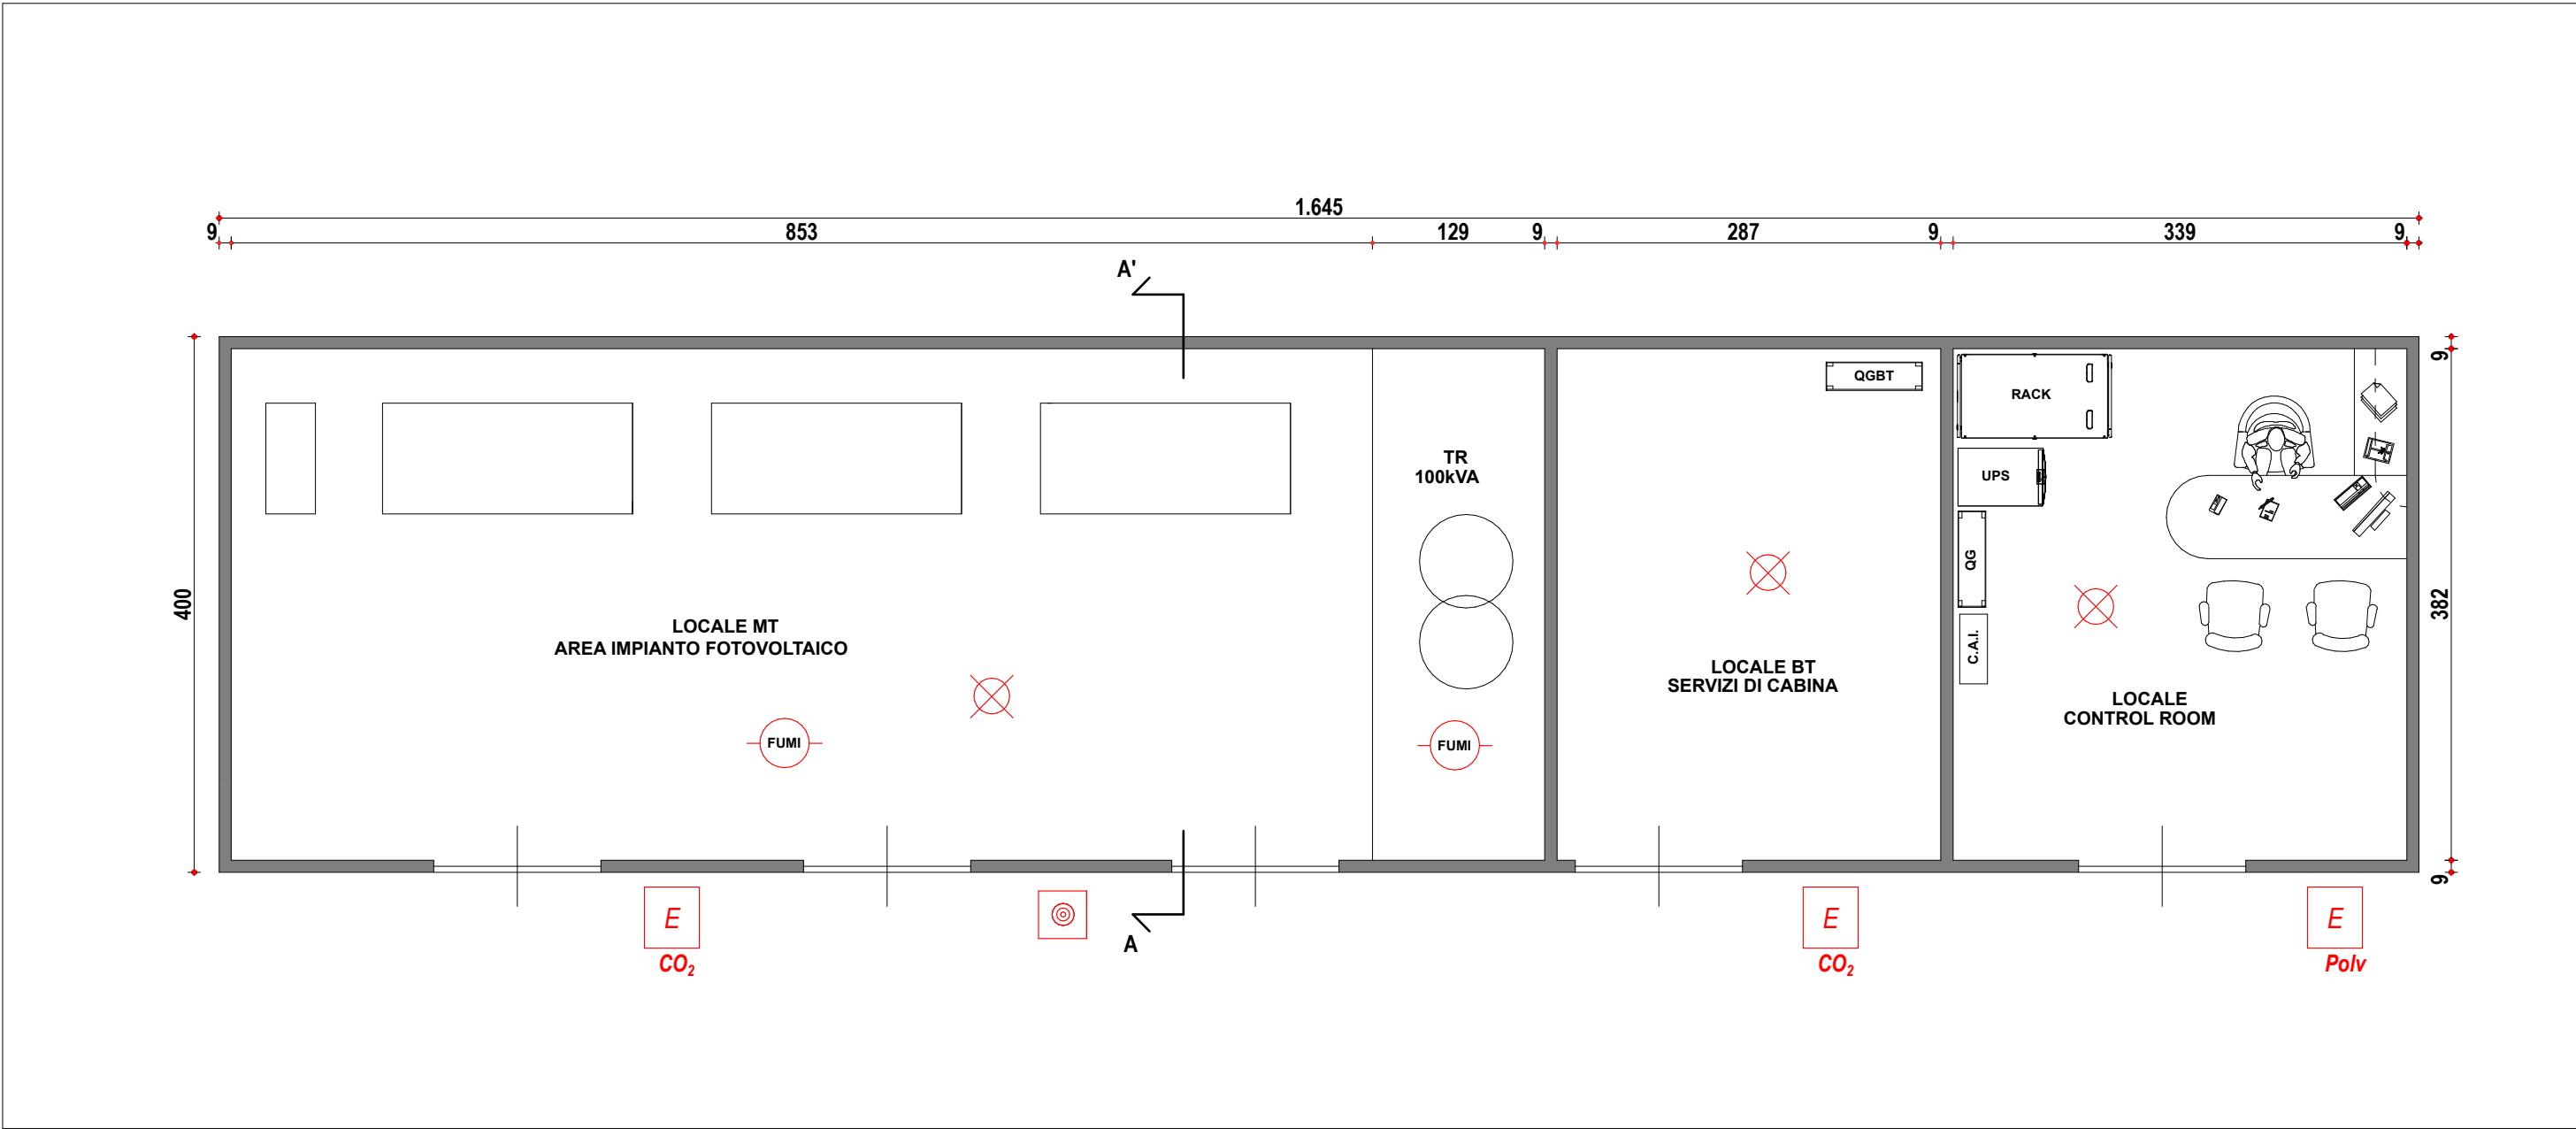 1.645
9
853
129
9
287
9
339
9
A'
9
400
382
9
QGBT
RACK
UPS
QG
C.A.I.
TR
100kVA
LOCALE MT
AREA IMPIANTO FOTOVOLTAICO
LOCALE BT
SERVIZI DI CABINA
LOCALE
CONTROL ROOM
FUMI
FUMI
A
E
CO₂
E
CO₂
E
Polv